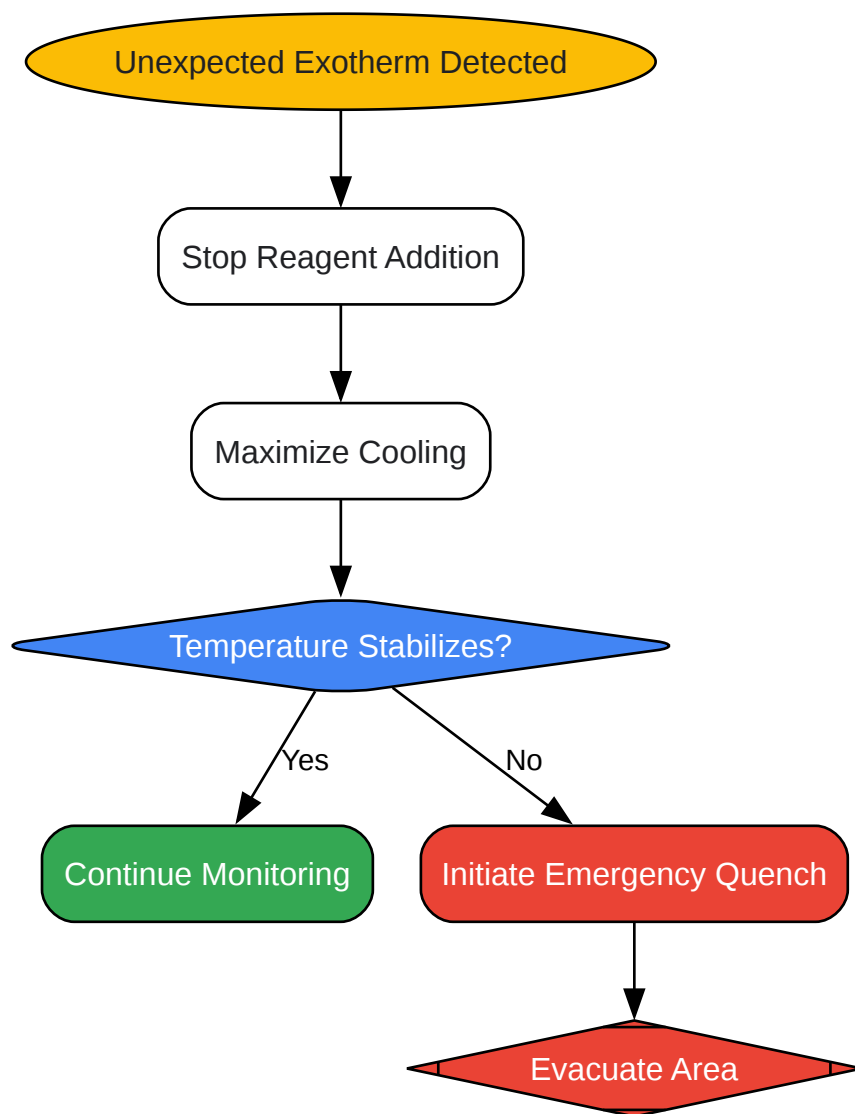 Unexpected Exotherm Detected
Stop Reagent Addition
Maximize Cooling
Temperature Stabilizes?
Yes
No
Continue Monitoring
Initiate Emergency Quench
Evacuate Area